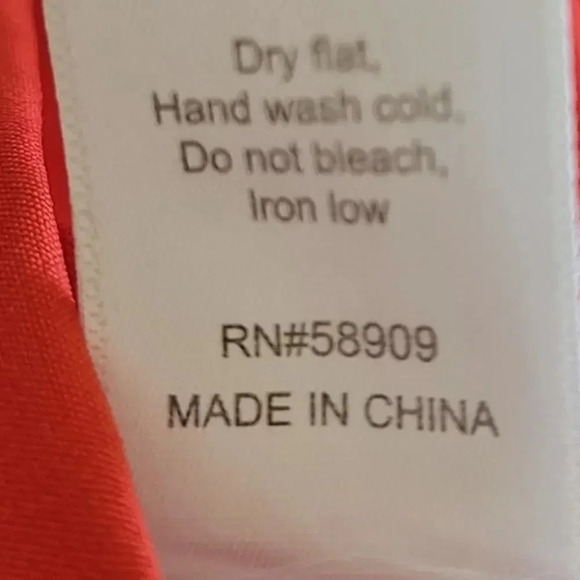 Dry flat,
Hand wash cold,
Do not bleach,
Iron low
RN#58909
MADE IN CHINA